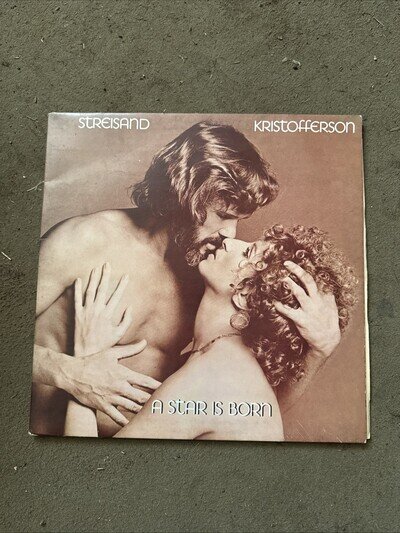 STREISAND
KRISTOFFERSON
A STAR IS BORN